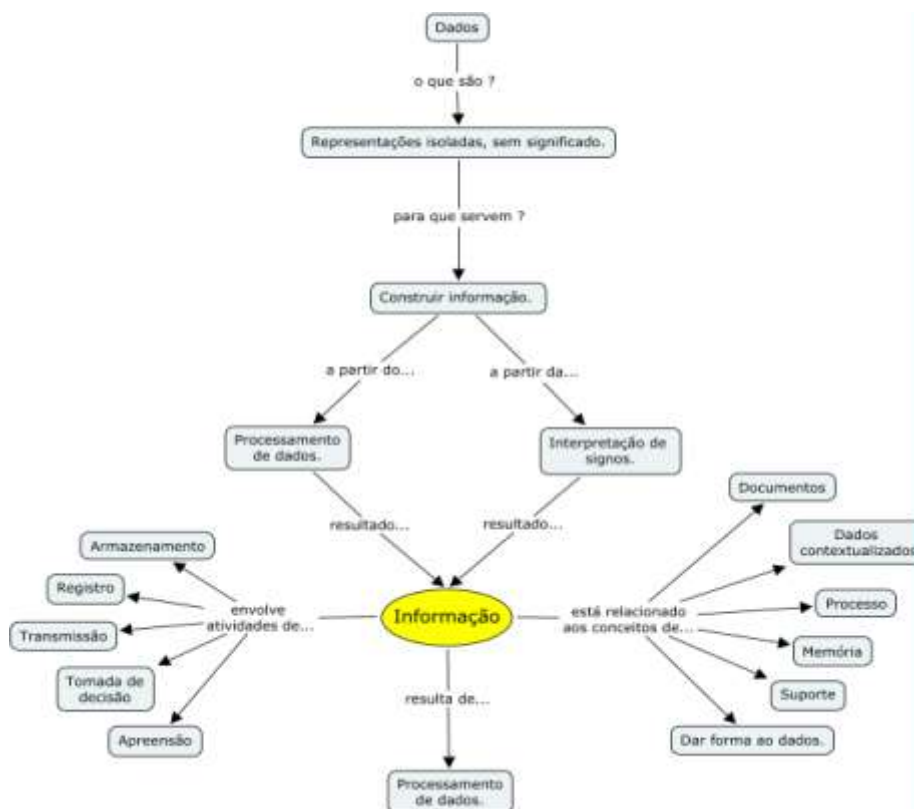 Dados
o que são ?
Representações isoladas, sem significado.
para que servem ?
Construir informação.
a partir do...
a partir da...
Processamento
de dados.
Interpretação de
signos.
resultado...
resultado...
Documentos
Dados
contextualizados
Armazenamento
Registro
Transmissão
Tomada de
decisão
Apreensão
envolve
atividades de...
Informação
está relacionado
aos conceitos de...
Processo
Memória
Suporte
Dar forma ao dados.
resulta de...
Processamento
de dados.